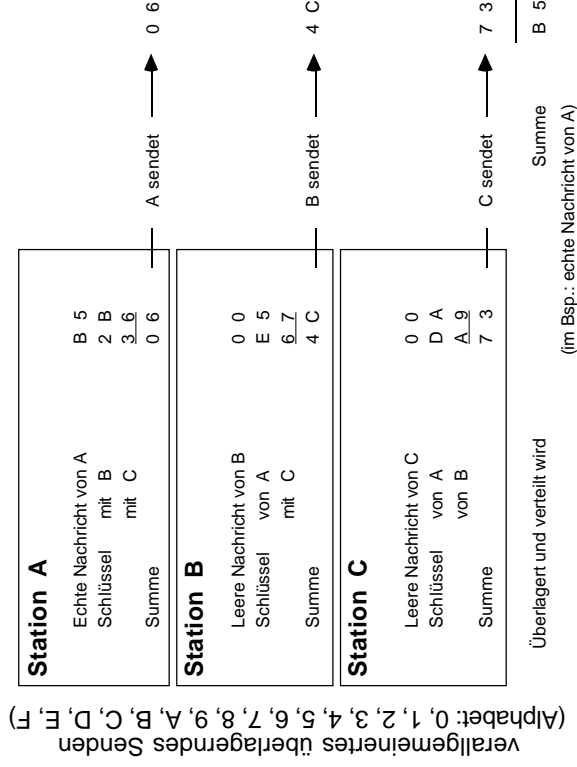 verallgemeinertes überlagerndes Senden
(Alphabet: 0, 1, 2, 3, 4, 5, 6, 7, 8, 9, A, B, C, D, E, F)
Station A
Echte Nachricht von A B 5
Schlüssel mit B 2 B
mit C 3 6
Summe 0 6 A sendet 0 6
Station B
Leere Nachricht von B 0 0
Schlüssel von A E 5
mit C 6 7
Summe 4 C B sendet 4 C
Station C
Leere Nachricht von C 0 0
Schlüssel von A D A
von B A 9
Summe 7 3 C sendet 7 3
Überlagert und verteilt wird Summe B 5
(im Bsp.: echte Nachricht von A)